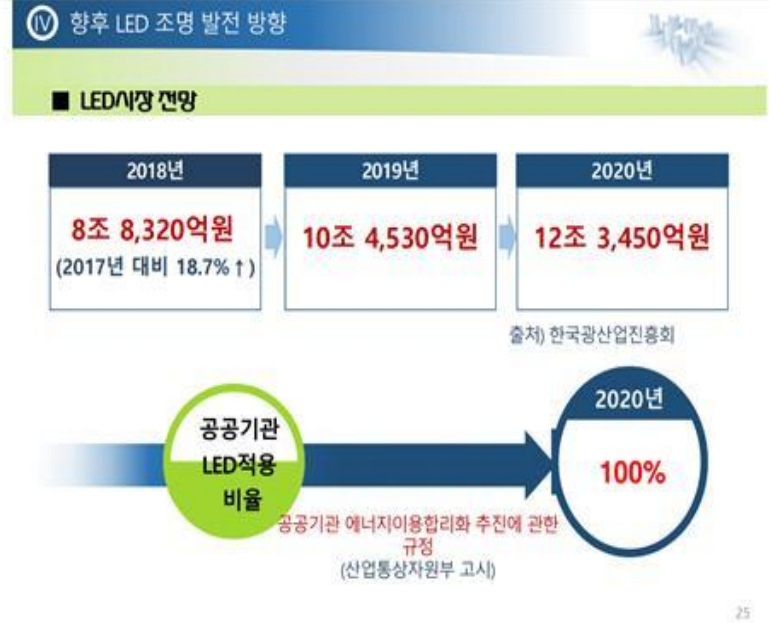 Ⅳ 향후 LED 조명 발전 방향
■ LED시장 전망
2018년
8조 8,320억원
(2017년 대비 18.7%↑)
2019년
10조 4,530억원
2020년
12조 3,450억원
출처) 한국광산업진흥회
공공기관
LED적용
비율
2020년
100%
공공기관 에너지이용합리화 추진에 관한
규정
(산업통상자원부 고시)
25